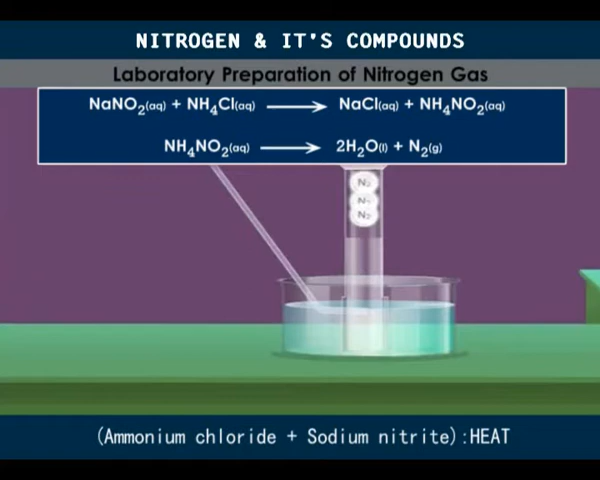 NITROGEN & IT'S COMPOUNDS
Laboratory Preparation of Nitrogen Gas
NaNO₂(aq) + NH₄Cl(aq) ⟶ NaCl(aq) + NH₄NO₂(aq)
NH₄NO₂(aq) ⟶ 2H₂O(l) + N₂(g)
N₂
N₂
N₂
(Ammonium chloride + Sodium nitrite):HEAT